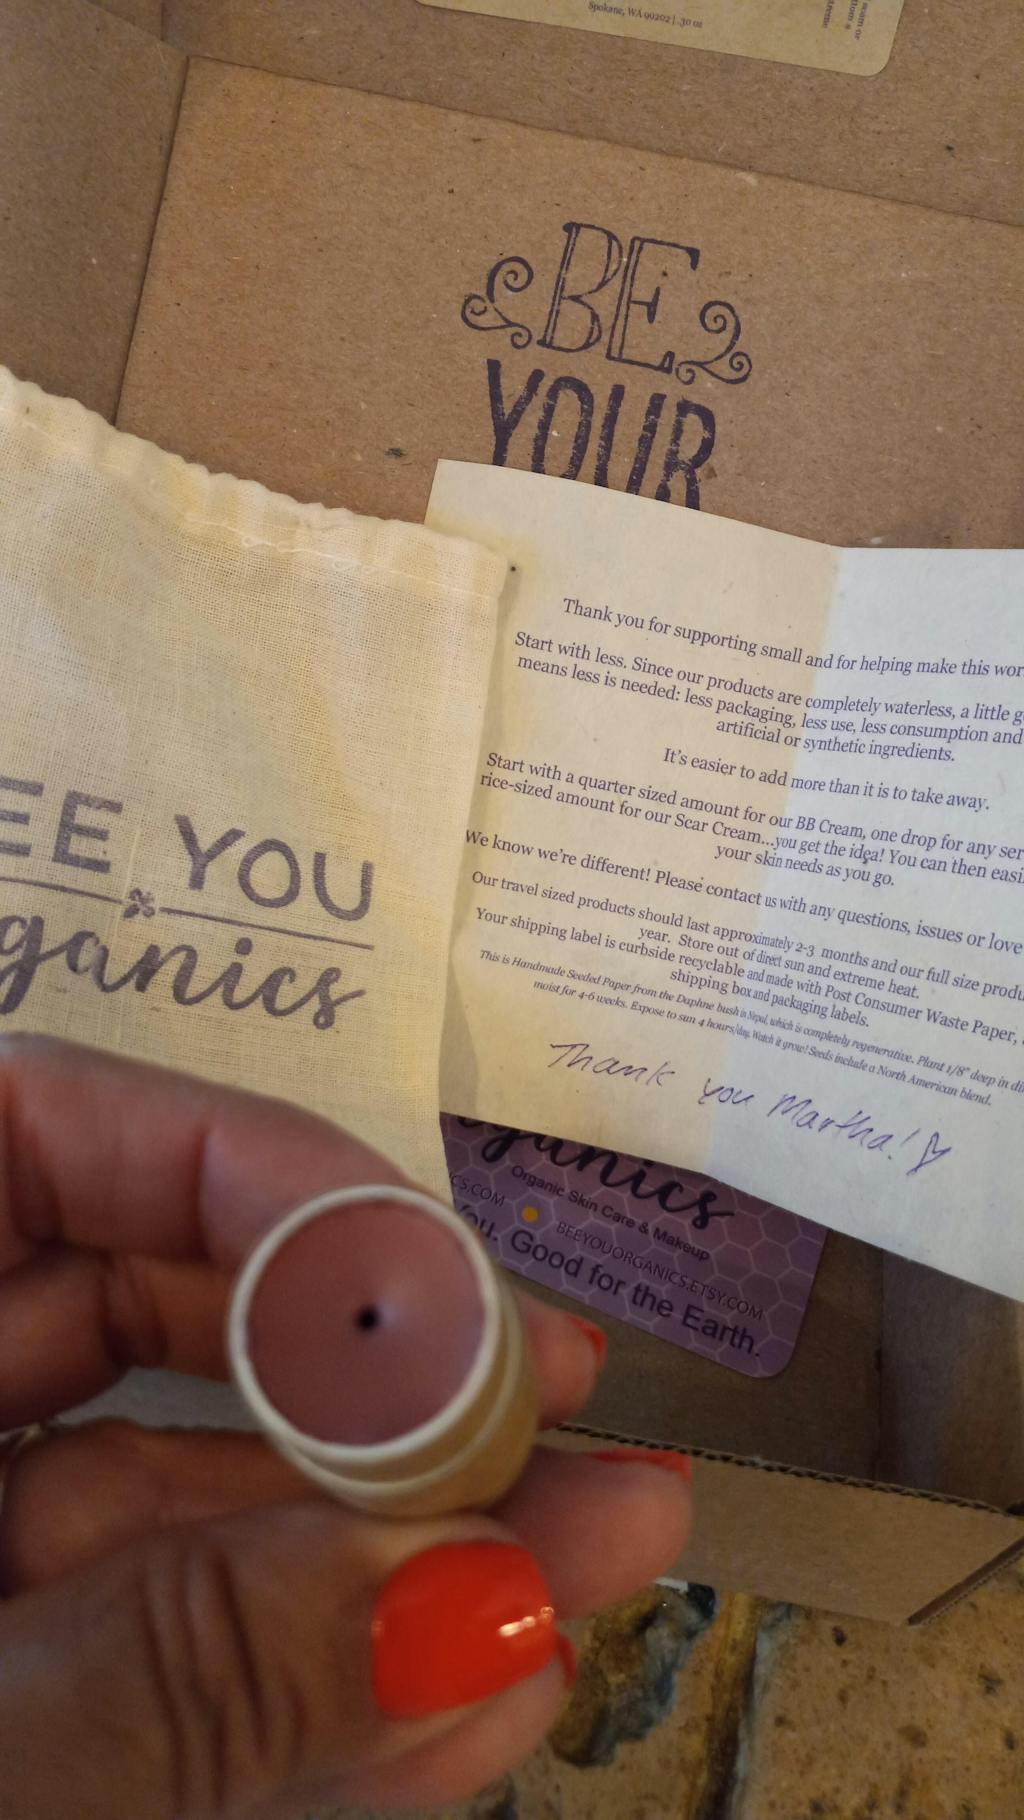 Spokane, WA 99202 | .30 oz
BE
YOUR
EE YOU
ganics
Thank you for supporting small and for helping make this
Start with less. Since our products are completely waterless, a little
means less is needed: less packaging, less use, less consumption and
artificial or synthetic ingredients.
It's easier to add more than it is to take away.
Start with a quarter sized amount for our BB Cream, one drop for any
rice-sized amount for our Scar Cream...you get the idea! You can then
your skin needs as you go.
We know we're different! Please contact us with any questions, issues or love
Our travel sized products should last approximately 2-3 months and our full size
year. Store out of direct sun and extreme heat.
Your shipping label is curbside recyclable and made with Post Consumer Waste Paper,
shipping box and packaging labels.
This is Handmade Seeded Paper from the Daphne bush in Nepal, which is completely regenerative. Plant 1/8" deep in
moist for 4-6 weeks. Expose to sun 4 hours/day. Watch it grow! Seeds include a North American blend.
Thank you Martha!
ganics
Organic Skin Care & Makeup
CS.COM BEEYOUORGANICS.ETSY.COM
You. Good for the Earth.